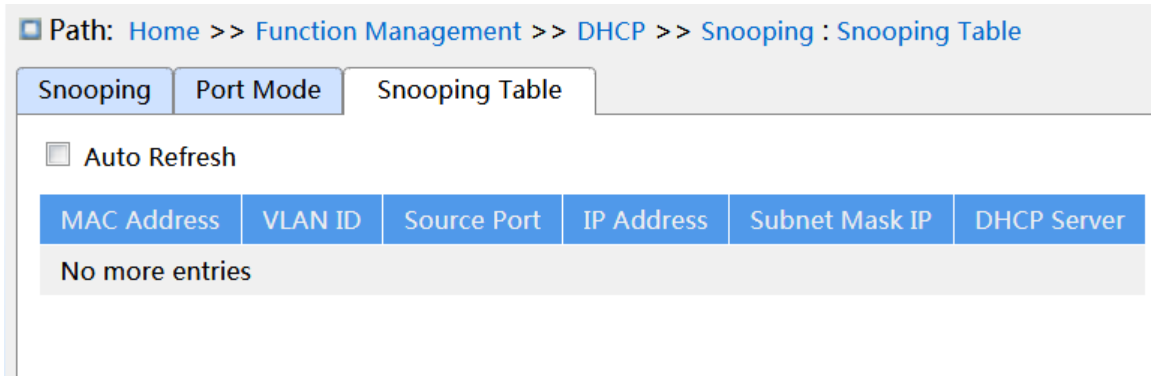 Path: Home >> Function Management >> DHCP >> Snooping : Snooping Table
Snooping Port Mode Snooping Table
Auto Refresh
MAC Address VLAN ID Source Port IP Address Subnet Mask IP DHCP Server
No more entries